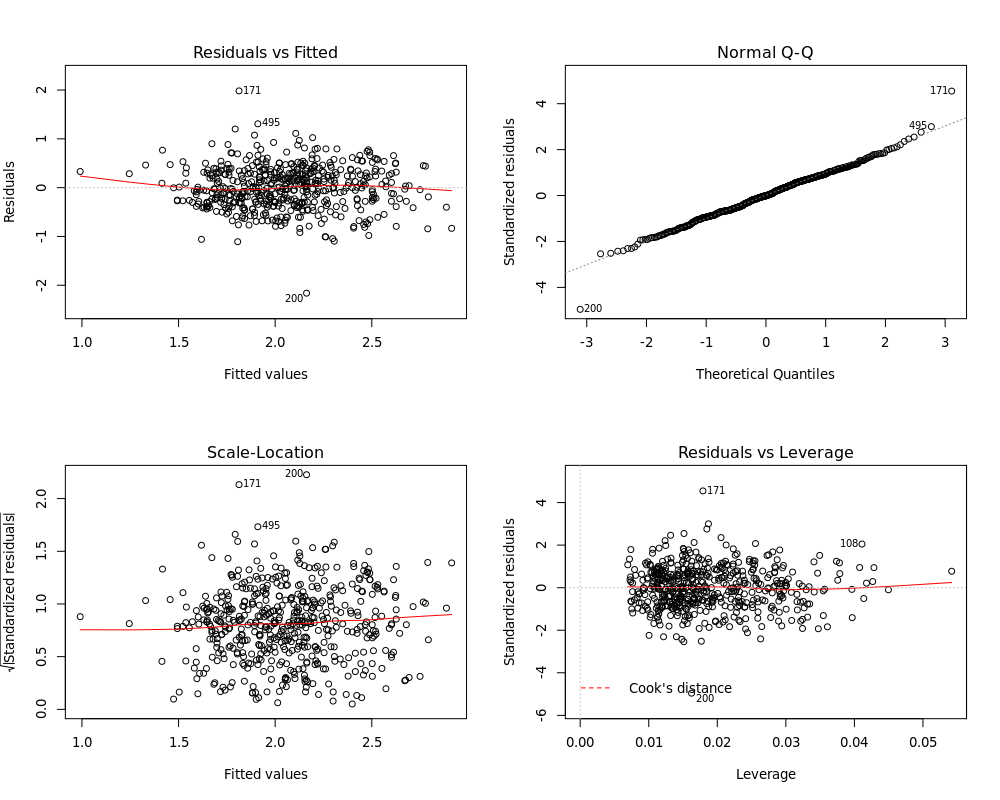 Residuals vs Fitted
Residuals
2
1
0
-1
-2
171
495
200
1.0 1.5 2.0 2.5
Fitted values
Normal Q-Q
Standardized residuals
4
2
0
-2
-4
171
495
200
-3 -2 -1 0 1 2 3
Theoretical Quantiles
Scale-Location
√|Standardized residuals|
2.0
1.5
1.0
0.5
0.0
200
171
495
1.0 1.5 2.0 2.5
Fitted values
Residuals vs Leverage
Standardized residuals
4
2
0
-2
-4
-6
171
108
Cook's distance
200
0.00 0.01 0.02 0.03 0.04 0.05
Leverage